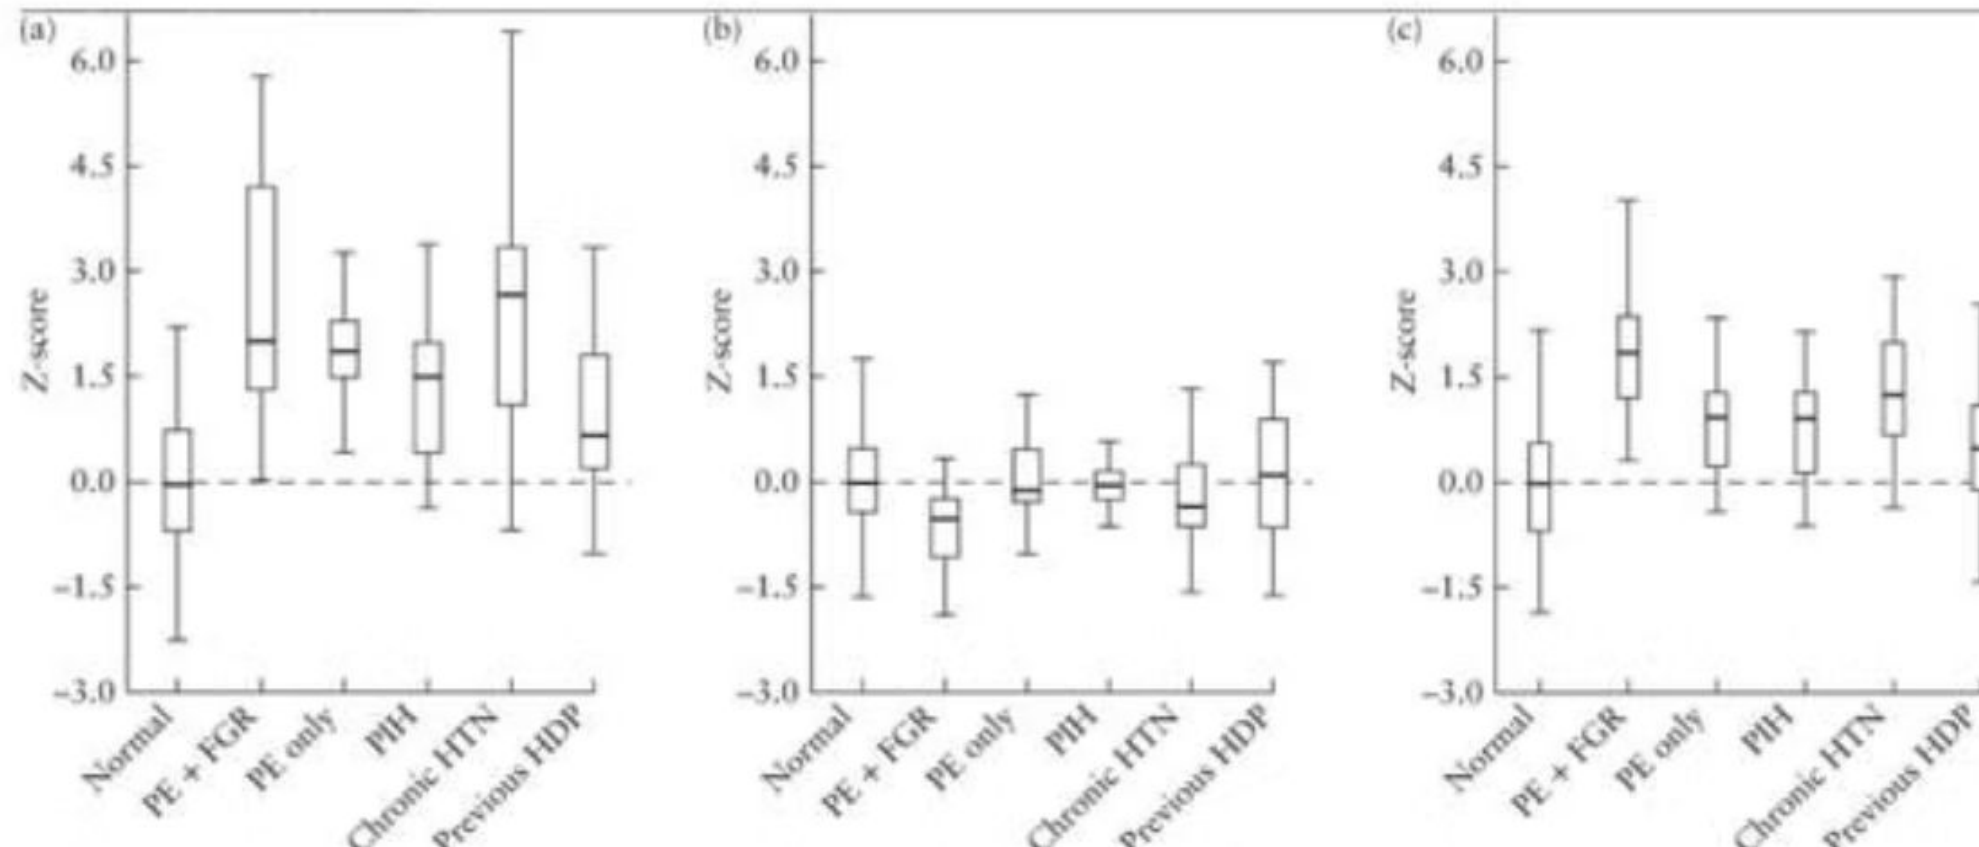 (a)
6.0
4.5
3.0
1.5
0.0
–1.5
–3.0
Z-score
Normal
PE + FGR
PE only
PIH
Chronic HTN
Previous HDP
(b)
6.0
4.5
3.0
1.5
0.0
–1.5
–3.0
Z-score
Normal
PE + FGR
PE only
PIH
Chronic HTN
Previous HDP
(c)
6.0
4.5
3.0
1.5
0.0
–1.5
–3.0
Z-score
Normal
PE + FGR
PE only
PIH
Chronic HTN
Previous HDP